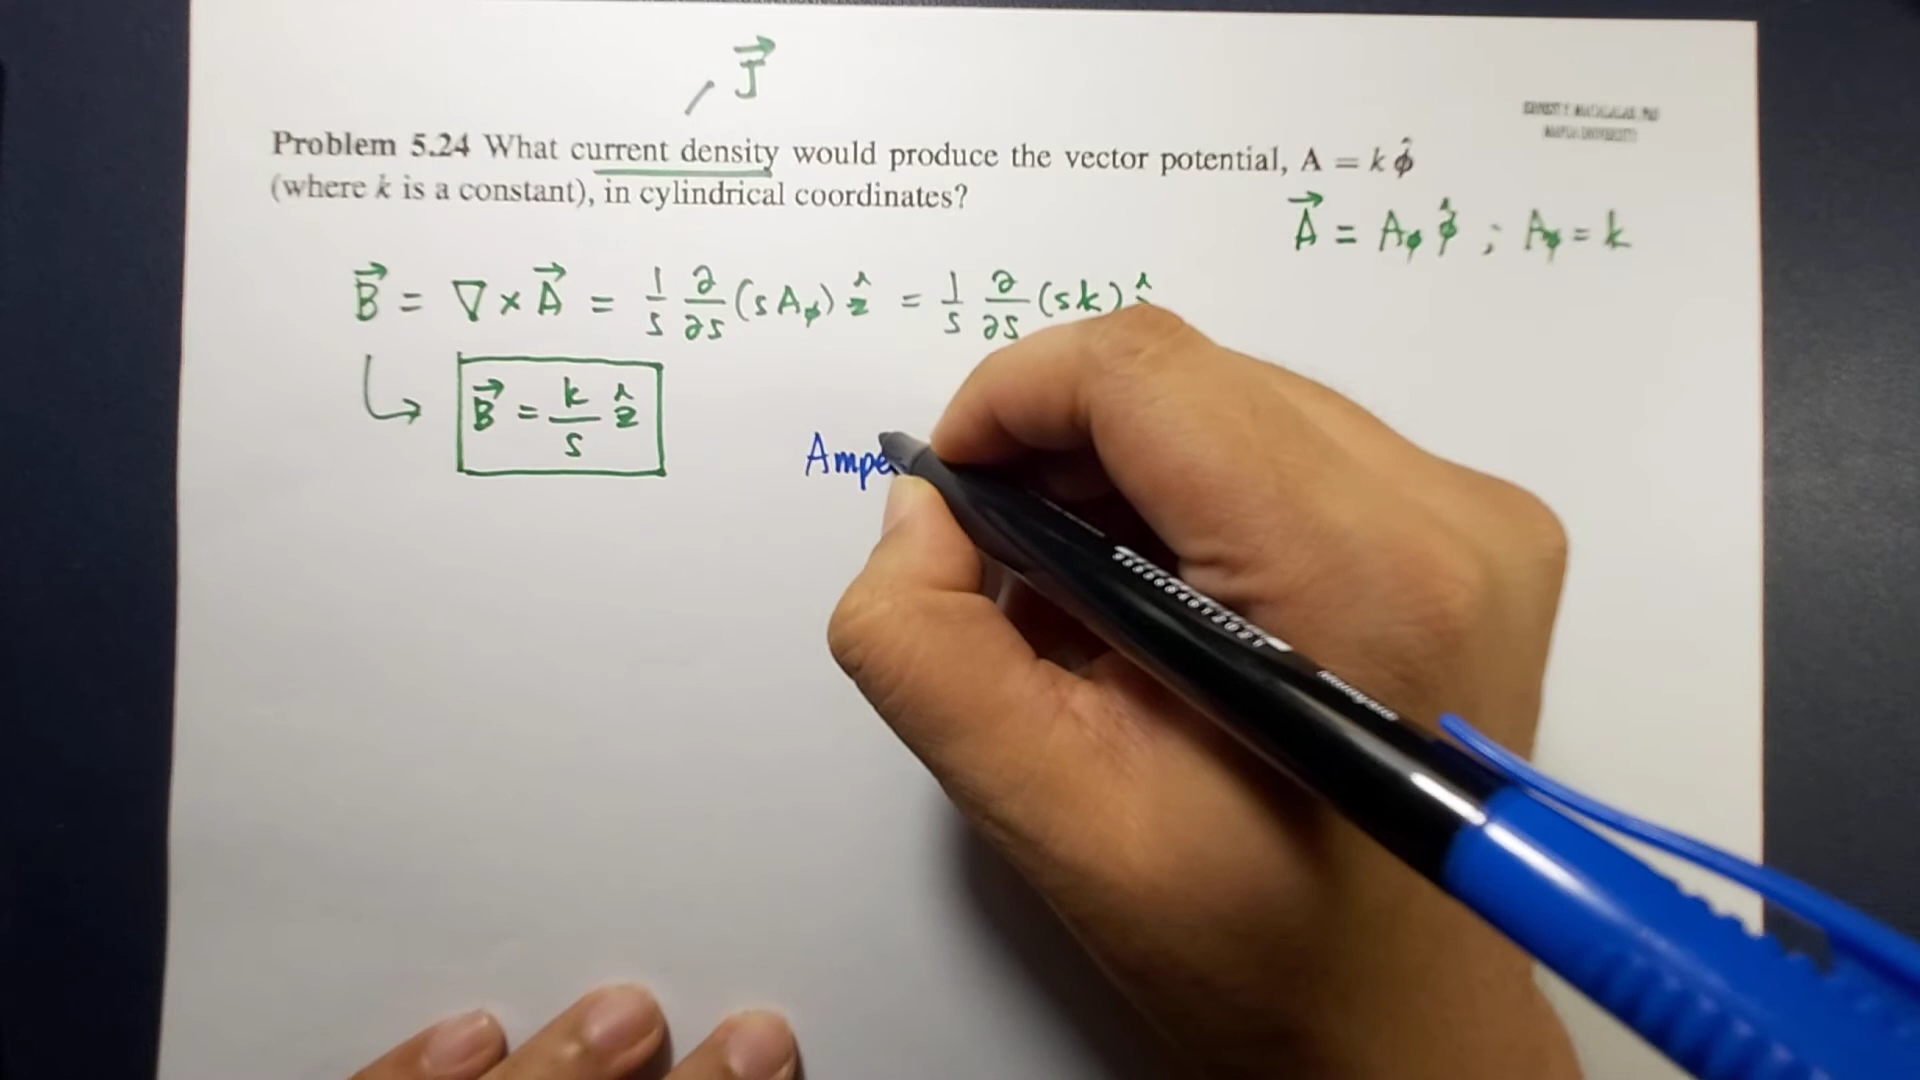 , J⃗
Problem 5.24 What current density would produce the vector potential, A = k ϕ̂
(where k is a constant), in cylindrical coordinates?
A⃗ = Aϕ ϕ̂ ; Aϕ = k
B⃗ = ∇ × A⃗ = 1/s ∂/∂s (s Aϕ) ẑ = 1/s ∂/∂s (sk)
B⃗ = k/s ẑ
Ampe